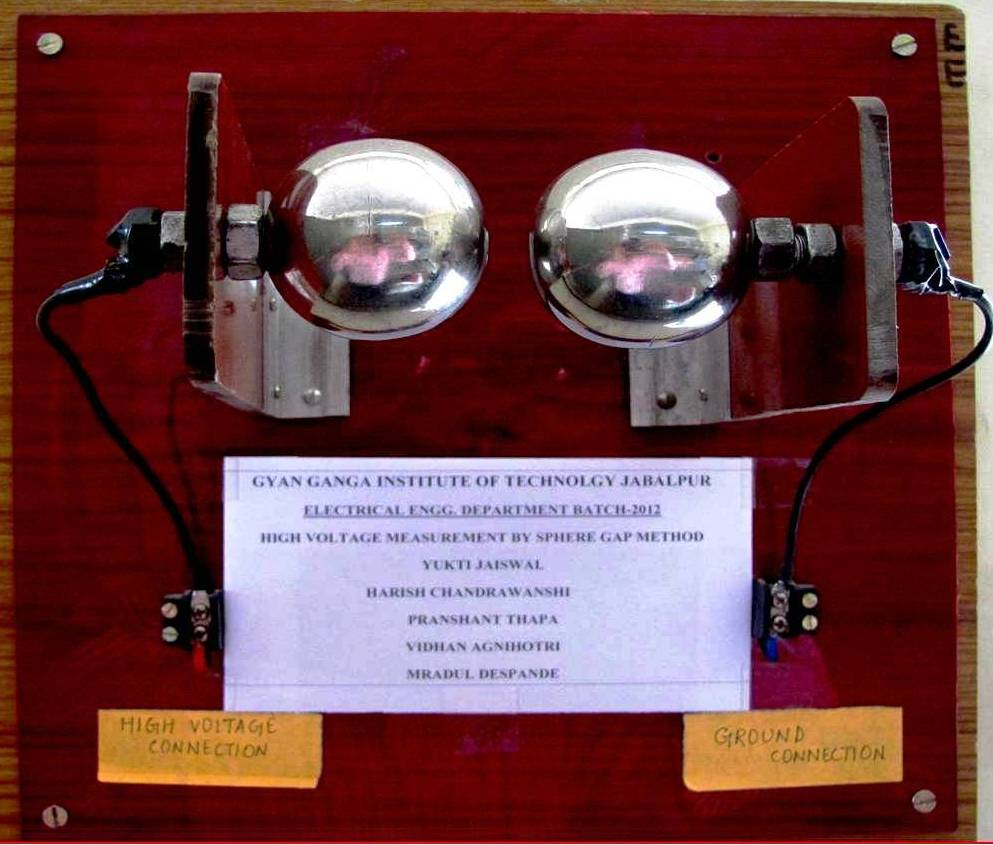 EE
GYAN GANGA INSTITUTE OF TECHNOLGY JABALPUR
ELECTRICAL ENGG. DEPARTMENT BATCH-2012
HIGH VOLTAGE MEASUREMENT BY SPHERE GAP METHOD
YUKTI JAISWAL
HARISH CHANDRAWANSHI
PRANSHANT THAPA
VIDHAN AGNIHOTRI
MRADUL DESPANDE
HIGH VOLTAGE
CONNECTION
GROUND
CONNECTION